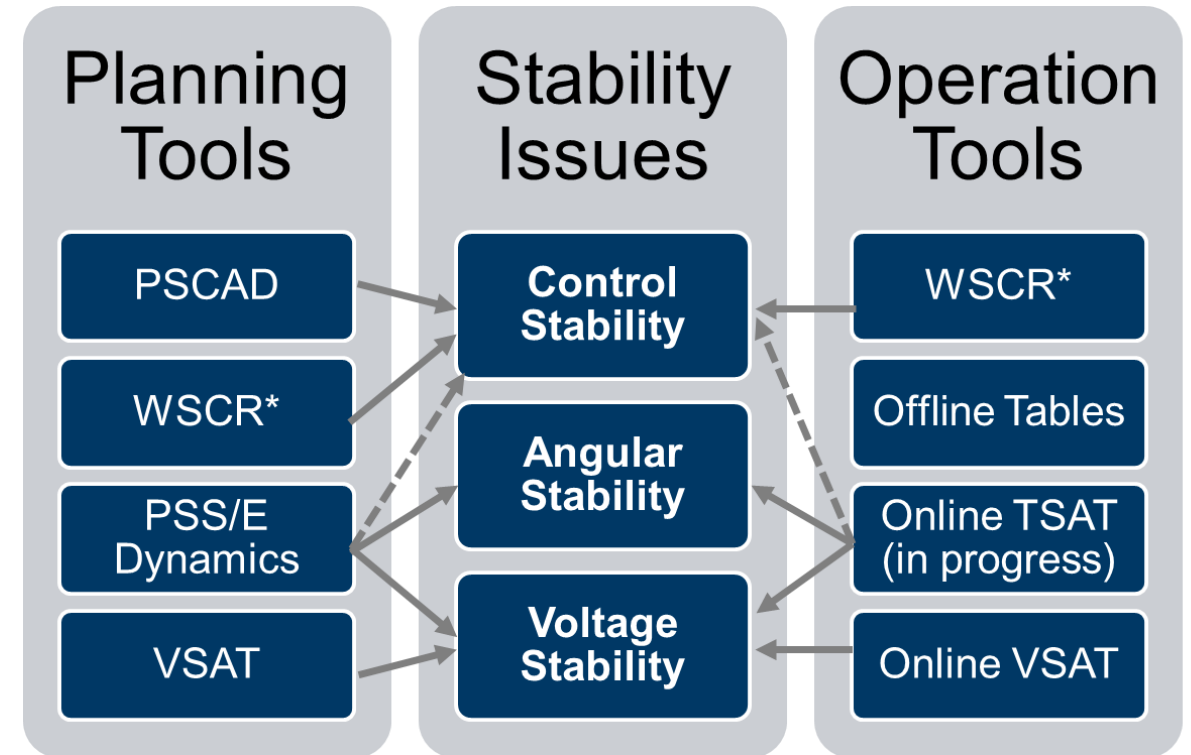 Planning
Tools
PSCAD
WSCR*
PSS/E
Dynamics
VSAT
Stability
Issues
Control
Stability
Angular
Stability
Voltage
Stability
Operation
Tools
WSCR*
Offline Tables
Online TSAT
(in progress)
Online VSAT